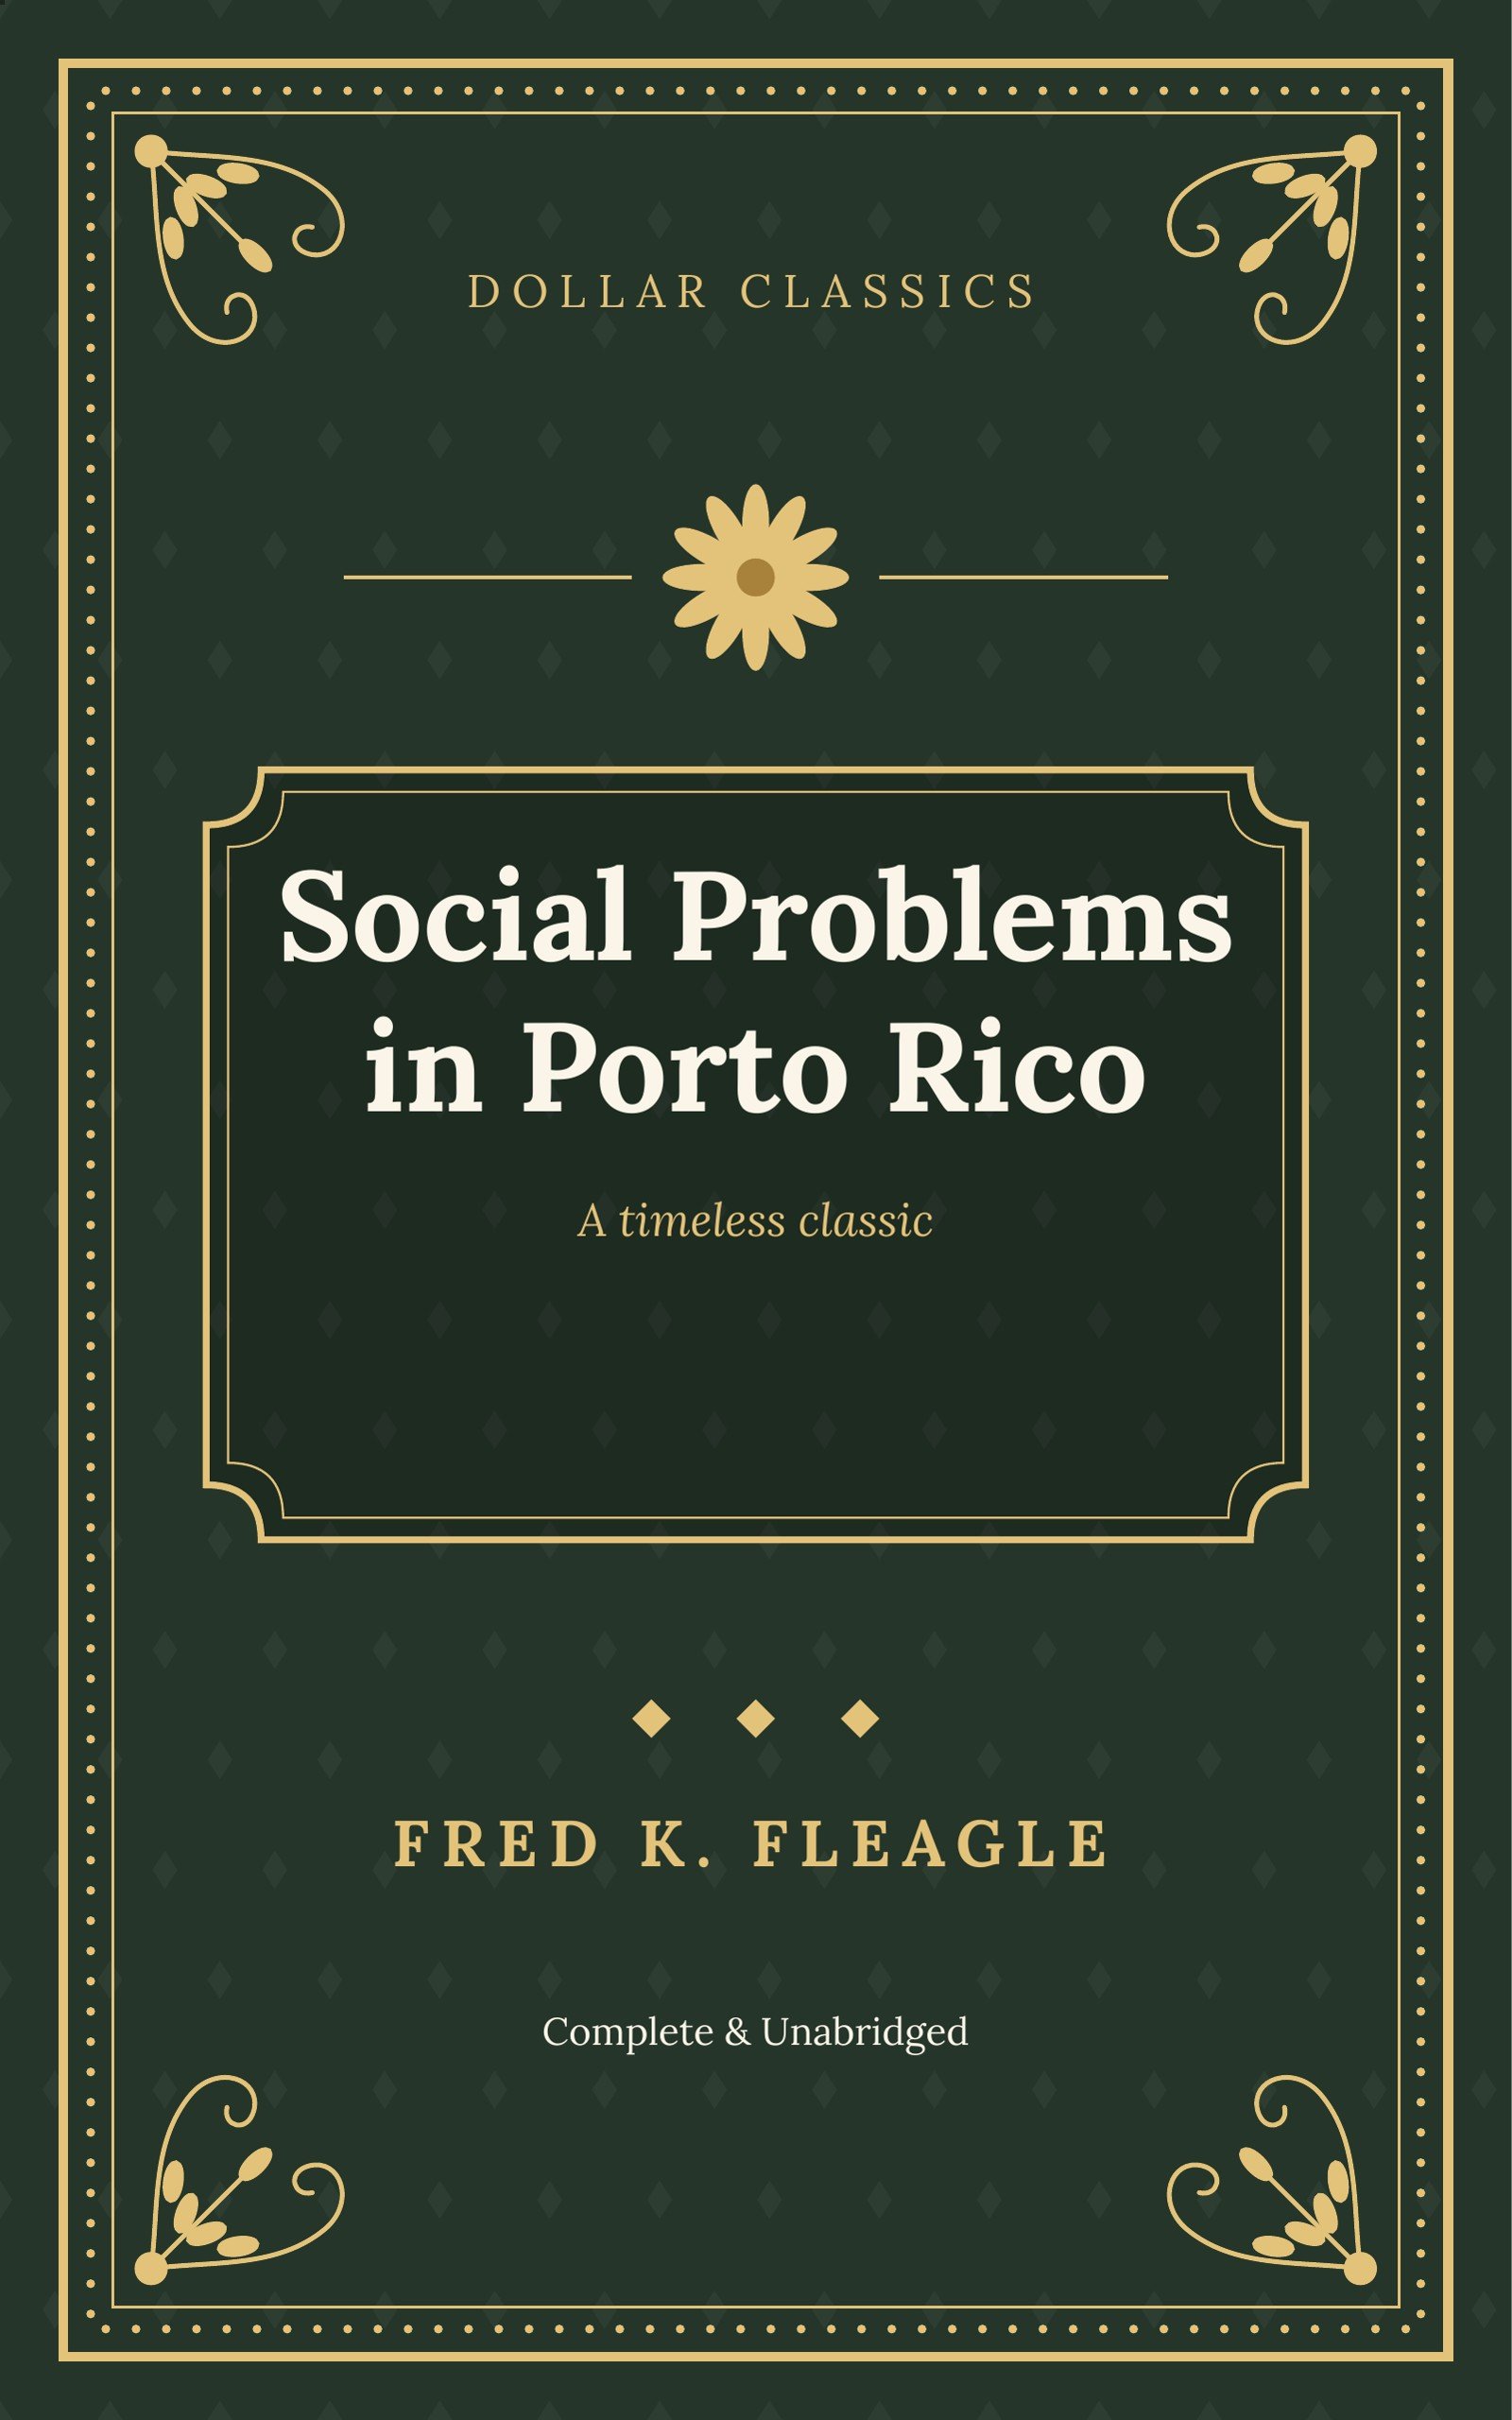 DOLLAR CLASSICS
Social Problems
in Porto Rico
A timeless classic
FRED K. FLEAGLE
Complete & Unabridged